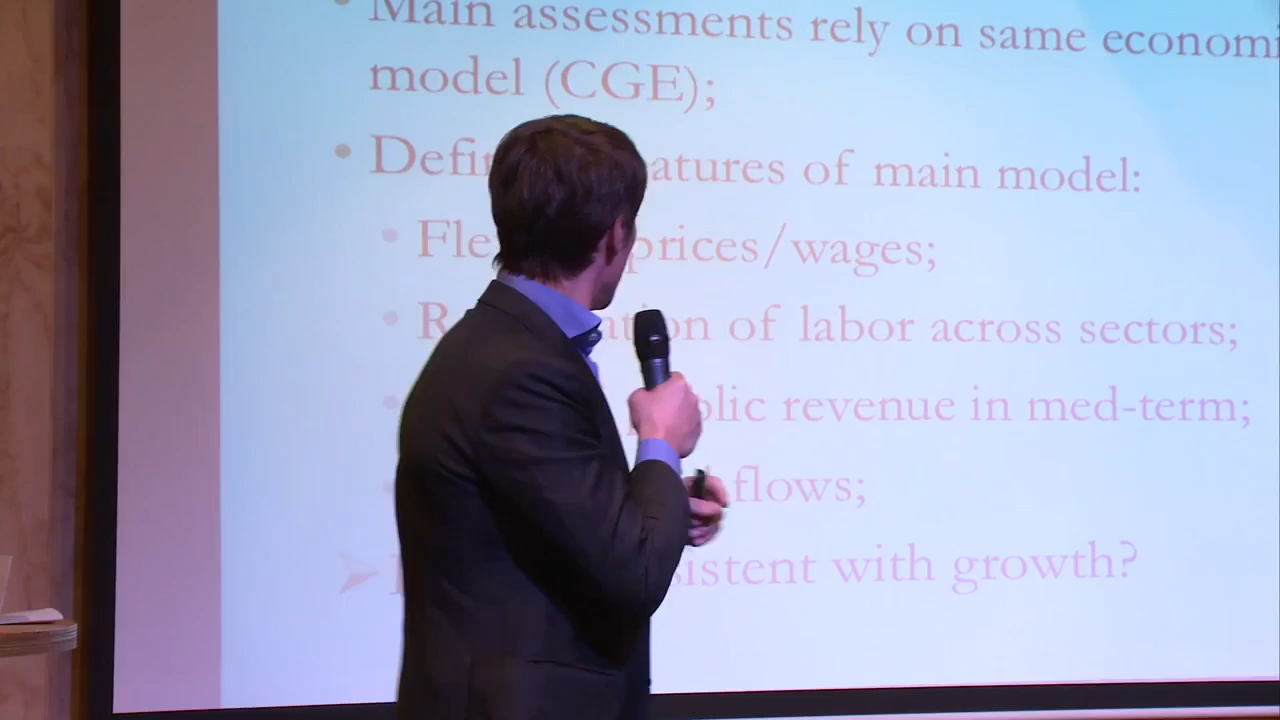 Main assessments rely on same economi
model (CGE);
Defi atures of main model:
Fle prices/wages;
R ation of labor across sectors;
blic revenue in med-term;
flows;
sistent with growth?